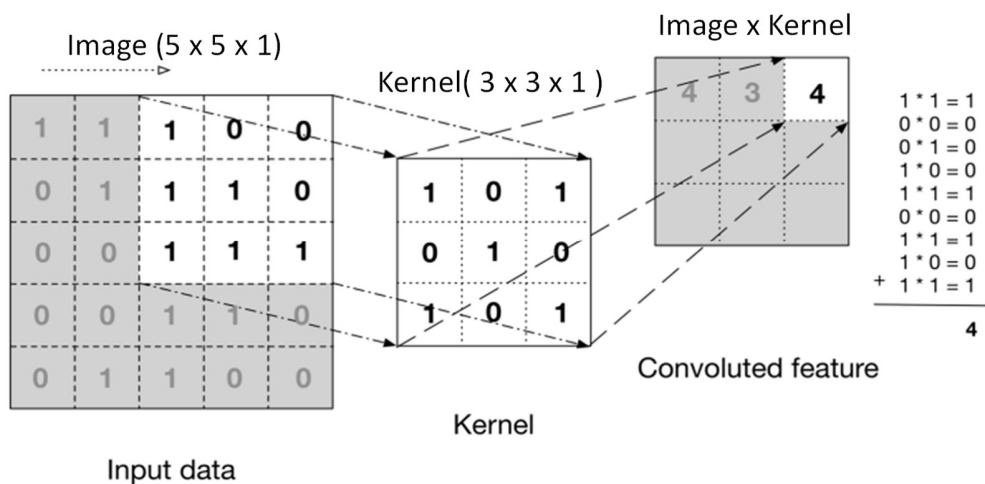 Image (5 x 5 x 1)
Image x Kernel
Kernel( 3 x 3 x 1 )
1 1 1 0 0
0 1 1 1 0
0 0 1 1 1
0 0 1 1 0
0 1 1 0 0
Input data
1 0 1
0 1 0
1 0 1
Kernel
4 3 4
Convoluted feature
1 * 1 = 1
0 * 0 = 0
0 * 1 = 0
1 * 0 = 0
1 * 1 = 1
0 * 0 = 0
1 * 1 = 1
1 * 0 = 0
+ 1 * 1 = 1
4